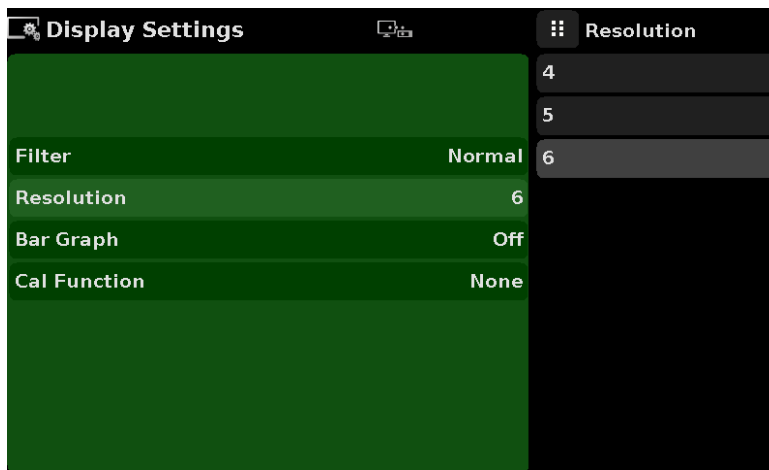 Display Settings
Filter Normal
Resolution 6
Bar Graph Off
Cal Function None
Resolution
4
5
6